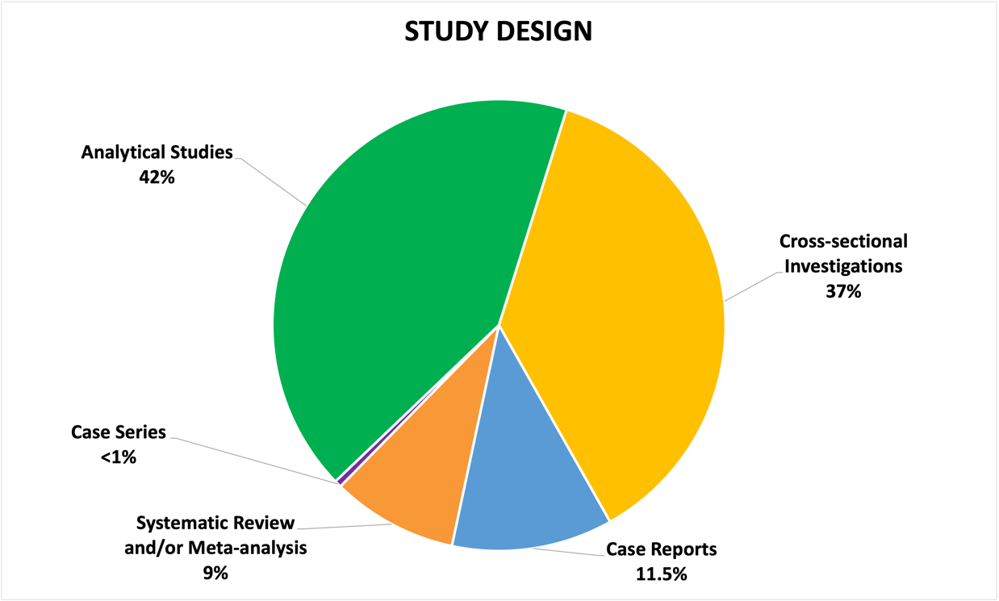 STUDY DESIGN
Analytical Studies
42%
Cross-sectional
Investigations
37%
Case Series
<1%
Systematic Review
and/or Meta-analysis
9%
Case Reports
11.5%